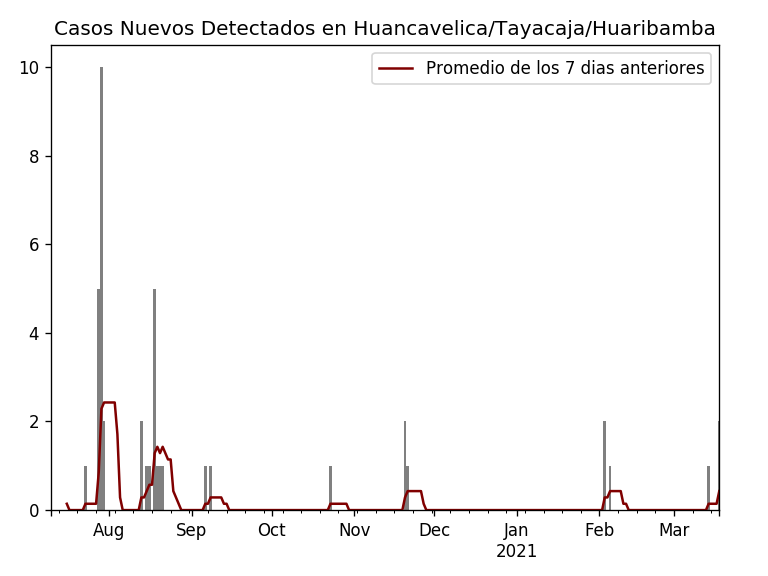 Casos Nuevos Detectados en Huancavelica/Tayacaja/Huaribamba
Promedio de los 7 dias anteriores
10
8
6
4
2
0
Aug Sep Oct Nov Dec Jan Feb Mar
2021